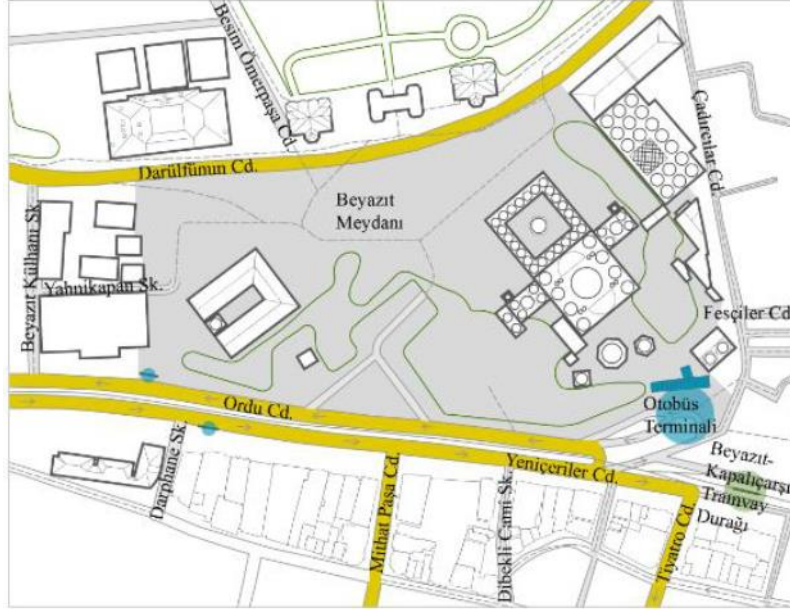 Besim Ömerpaşa Cd.
Çadırcılar Cd.
Darülfünun Cd.
Beyazıt
Meydanı
Beyazıt Külhanı Sk.
Yahnikapan Sk.
Fesçiler Cd.
Ordu Cd.
Otobüs
Terminali
Yeniçeriler Cd.
Beyazıt-
Kapalıçarşı
Tramvay
Durağı
Darphane Sk.
Mithat Paşa Cd.
Dibekli Cami Sk.
Tiyatro Cd.